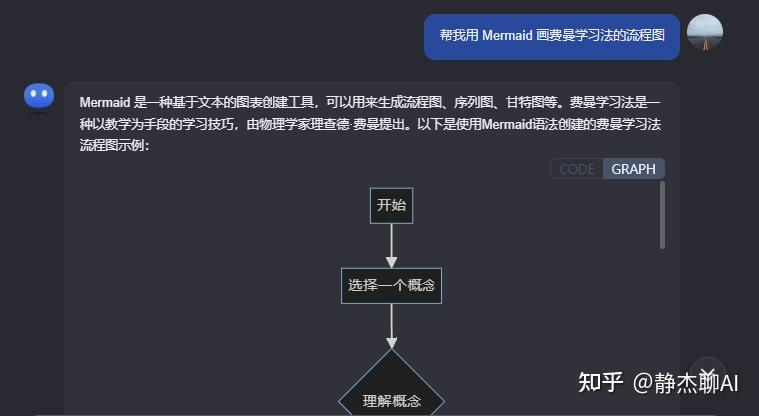 帮我用 Mermaid 画费曼学习法的流程图
Mermaid 是一种基于文本的图表创建工具，可以用来生成流程图、序列图、甘特图等。费曼学习法是一
种以教学为手段的学习技巧，由物理学家理查德·费曼提出。以下是使用Mermaid语法创建的费曼学习法
流程图示例：
CODE GRAPH
开始
选择一个概念
理解概念
知乎 @静杰聊AI